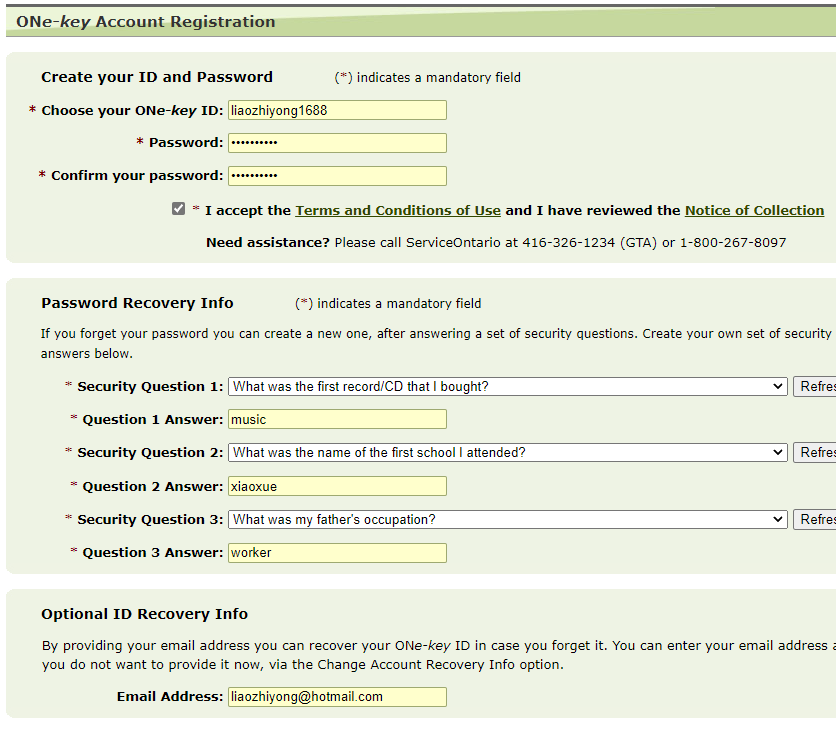 ONe-key Account Registration
Create your ID and Password (*) indicates a mandatory field
* Choose your ONe-key ID: liaozhiyong1688
* Password: ••••••••••
* Confirm your password: ••••••••••
* I accept the Terms and Conditions of Use and I have reviewed the Notice of Collection
Need assistance? Please call ServiceOntario at 416-326-1234 (GTA) or 1-800-267-8097
Password Recovery Info (*) indicates a mandatory field
If you forget your password you can create a new one, after answering a set of security questions. Create your own set of security
answers below.
* Security Question 1: What was the first record/CD that I bought? Refres
* Question 1 Answer: music
* Security Question 2: What was the name of the first school I attended? Refres
* Question 2 Answer: xiaoxue
* Security Question 3: What was my father's occupation? Refres
* Question 3 Answer: worker
Optional ID Recovery Info
By providing your email address you can recover your ONe-key ID in case you forget it. You can enter your email address
you do not want to provide it now, via the Change Account Recovery Info option.
Email Address: liaozhiyong@hotmail.com